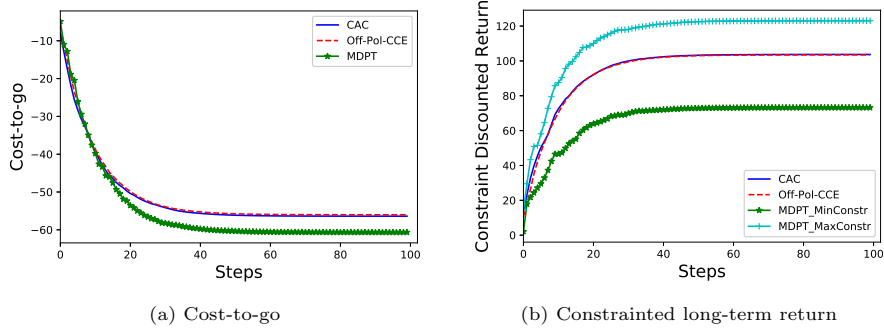 CAC
Off-Pol-CCE
MDPT
−10
−20
−30
−40
−50
−60
0
20
40
60
80
100
Cost-to-go
Steps
(a) Cost-to-go
120
100
80
60
40
20
0
0
20
40
60
80
100
Constraint Discounted Return
CAC
Off-Pol-CCE
MDPT_MinConstr
MDPT_MaxConstr
Steps
(b) Constrainted long-term return